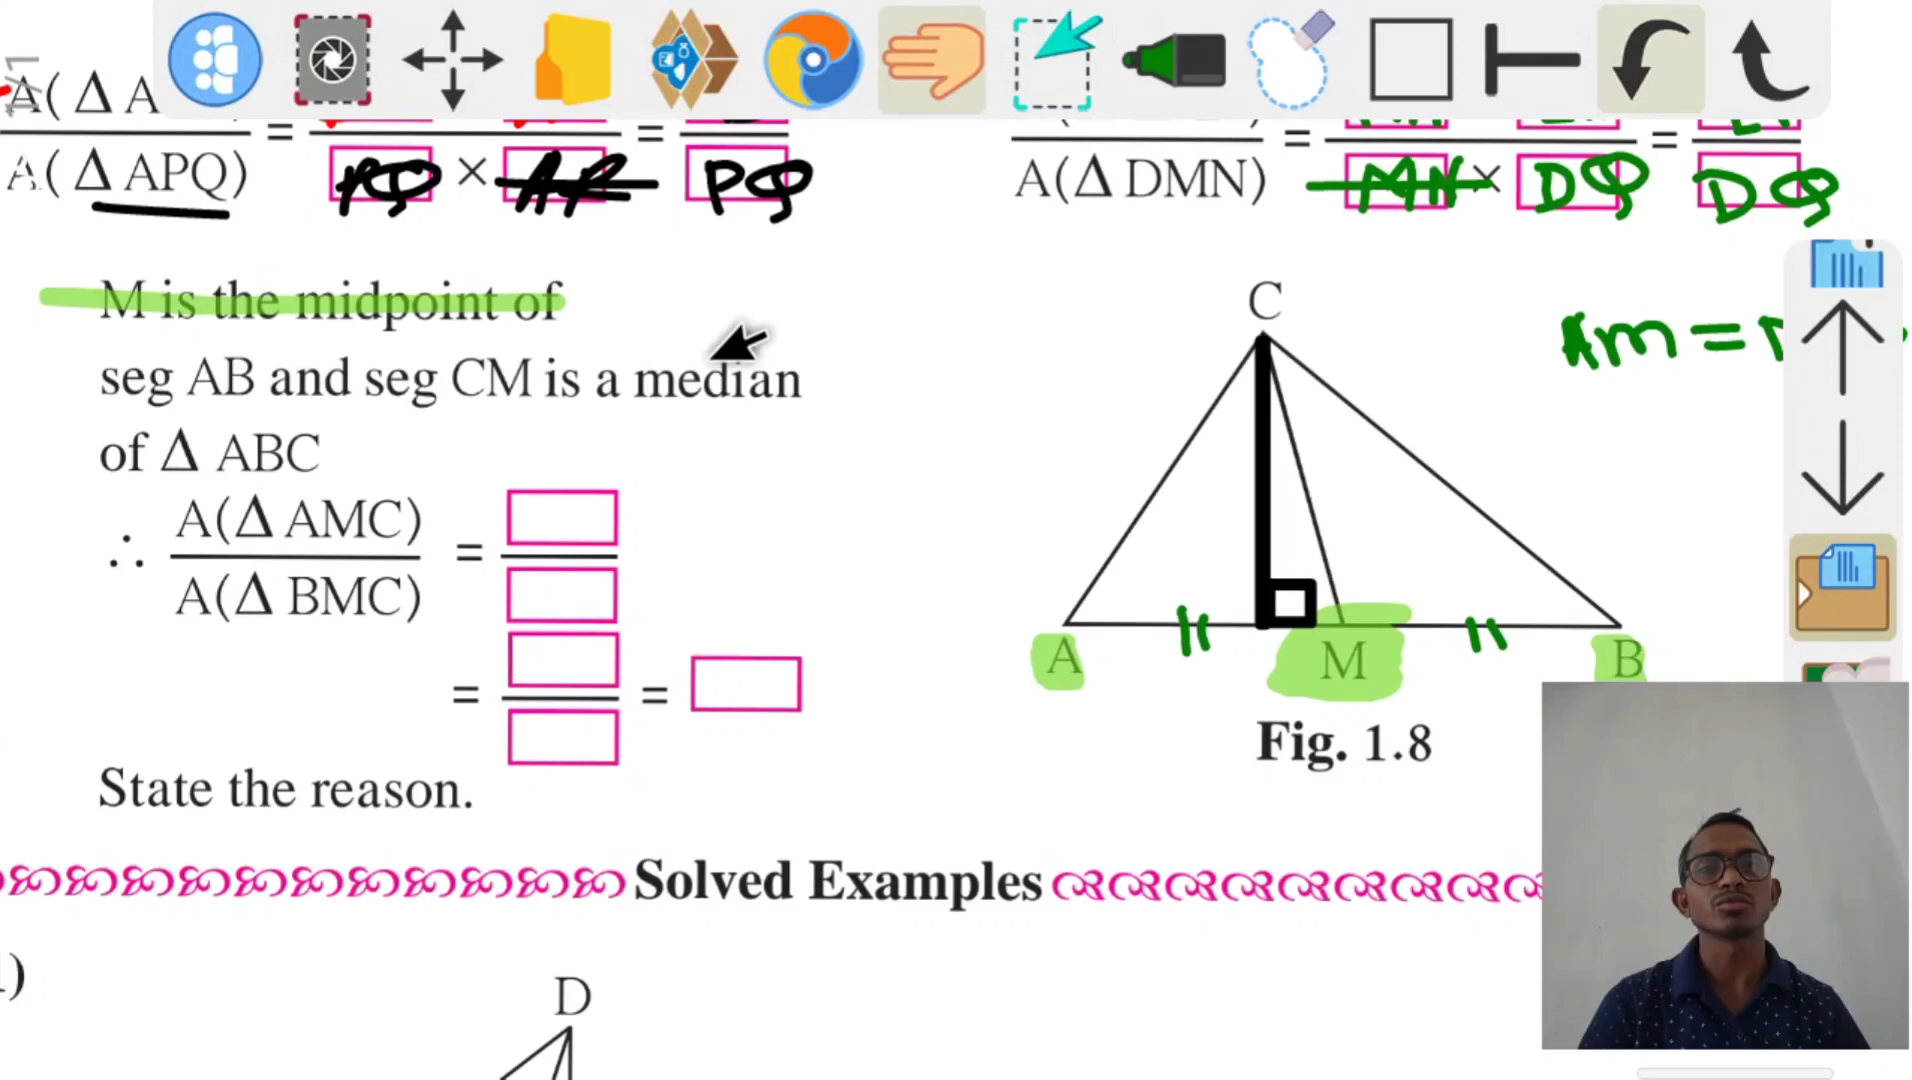 A( Δ A
A( Δ APQ) = × AR = PQ
A(Δ DMN) = MN × DQ = DQ
M is the midpoint of
seg AB and seg CM is a median
of Δ ABC
∴ A(Δ AMC) =
A(Δ BMC)
= =
State the reason.
C
AM =
A M B
Fig. 1.8
Solved Examples
D